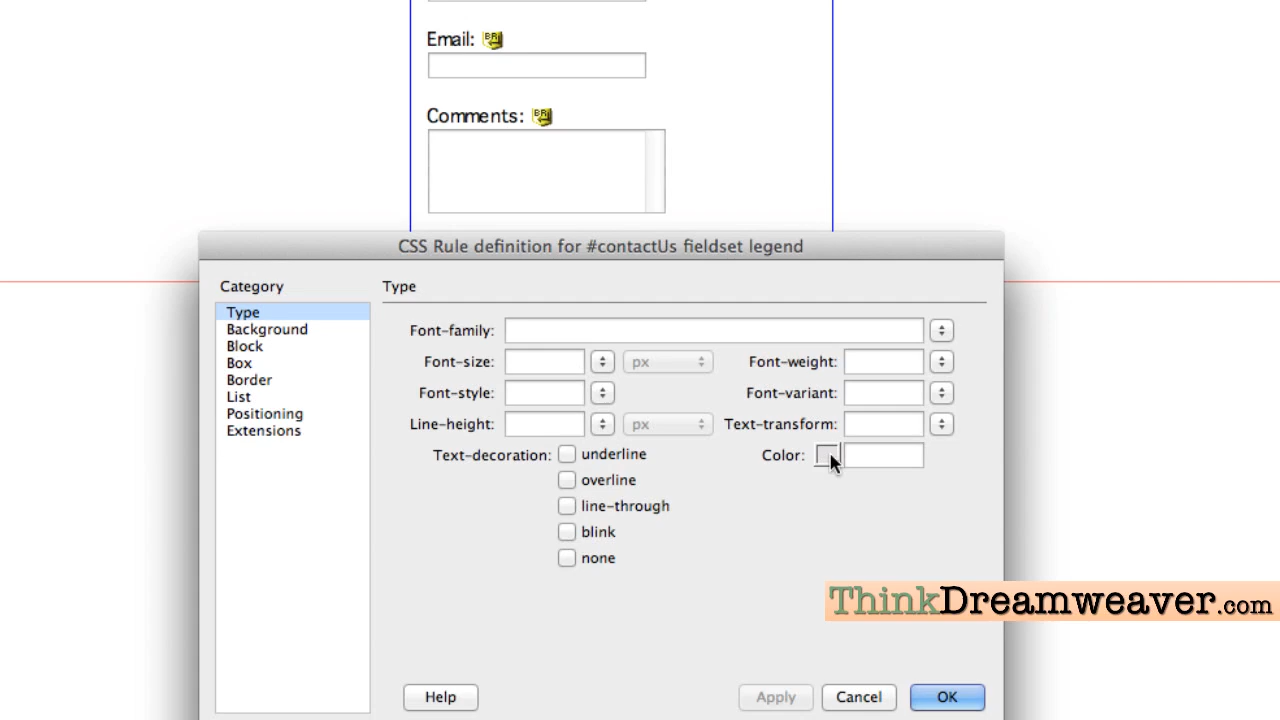 Email: BR
Comments: BR
CSS Rule definition for #contactUs fieldset legend
Category
Type
Background
Block
Box
Border
List
Positioning
Extensions
Type
Font-family:
Font-size: px Font-weight:
Font-style: Font-variant:
Line-height: px Text-transform:
Text-decoration: underline Color:
overline
line-through
blink
none
ThinkDreamweaver.com
Help Apply Cancel OK